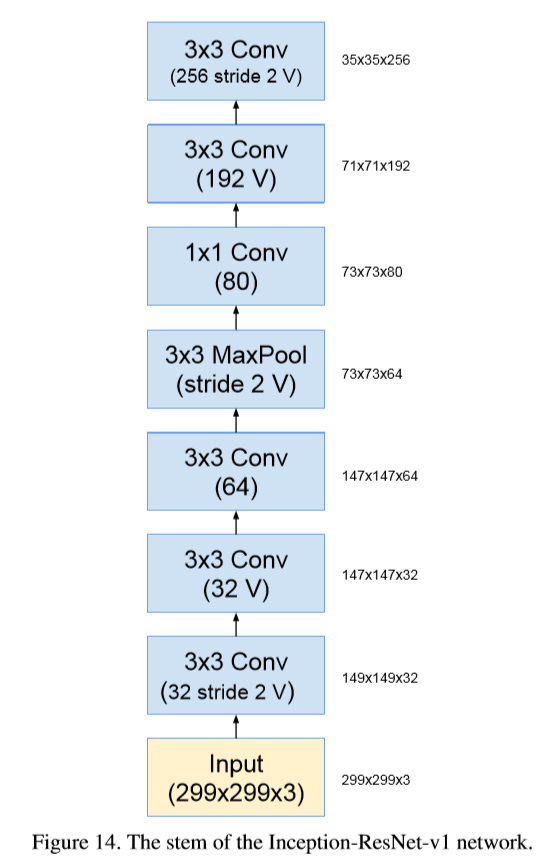 3x3 Conv
(256 stride 2 V)
35x35x256
3x3 Conv
(192 V)
71x71x192
1x1 Conv
(80)
73x73x80
3x3 MaxPool
(stride 2 V)
73x73x64
3x3 Conv
(64)
147x147x64
3x3 Conv
(32 V)
147x147x32
3x3 Conv
(32 stride 2 V)
149x149x32
Input
(299x299x3)
299x299x3
Figure 14. The stem of the Inception-ResNet-v1 network.